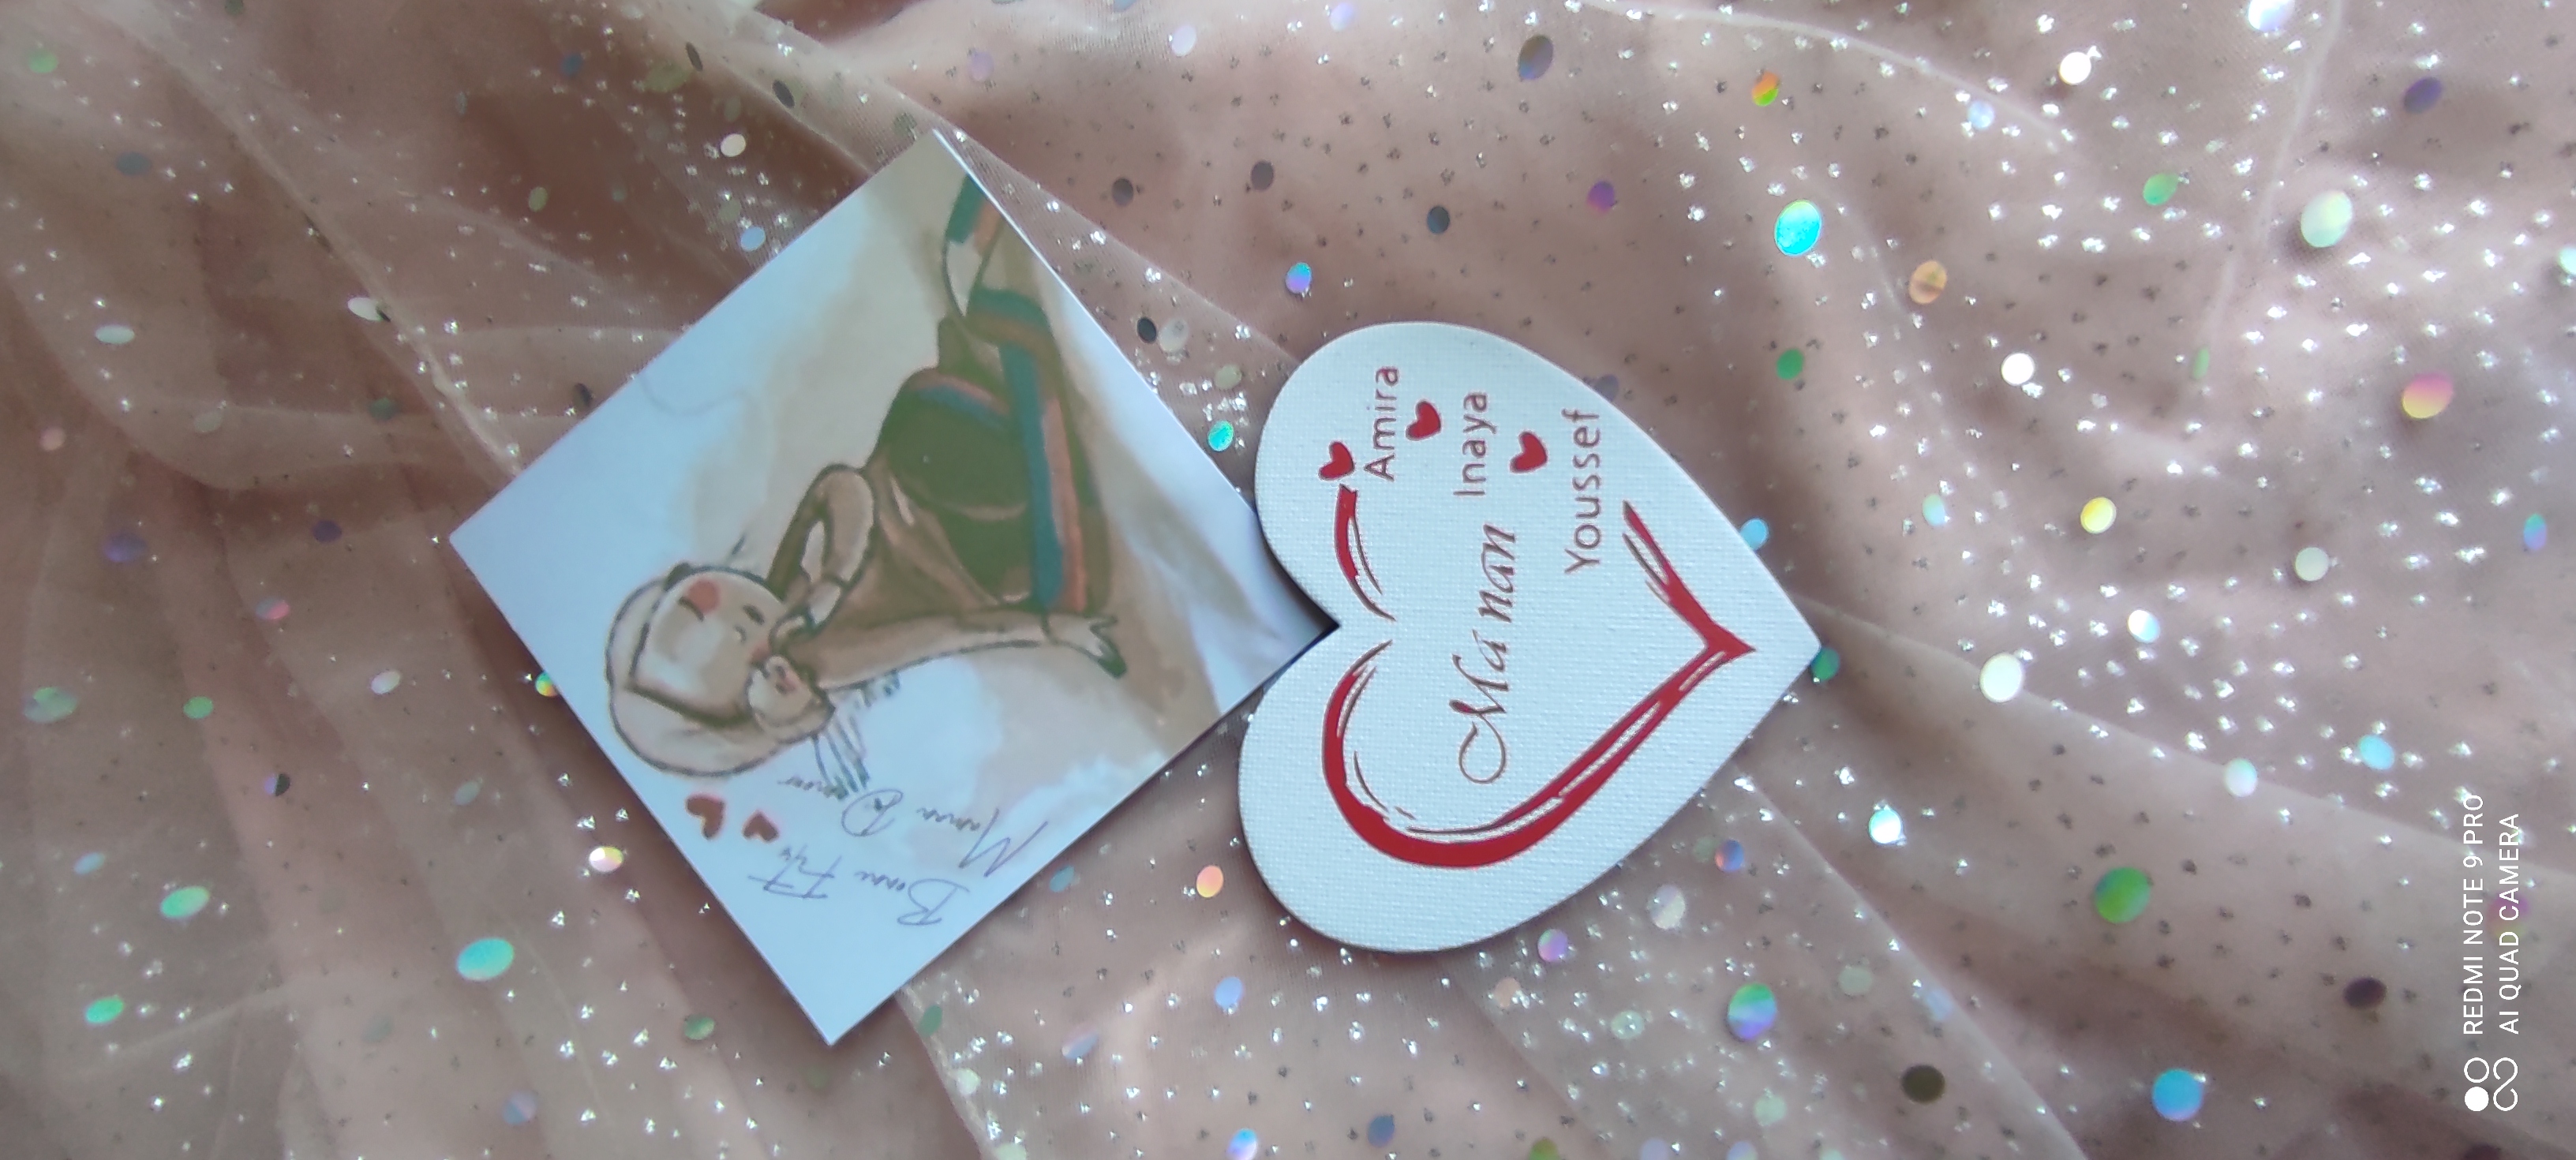 Bonne Fête
Maman D'amour
Ma nan
Amira
Inaya
Youssef
REDMI NOTE 9 PRO
AI QUAD CAMERA